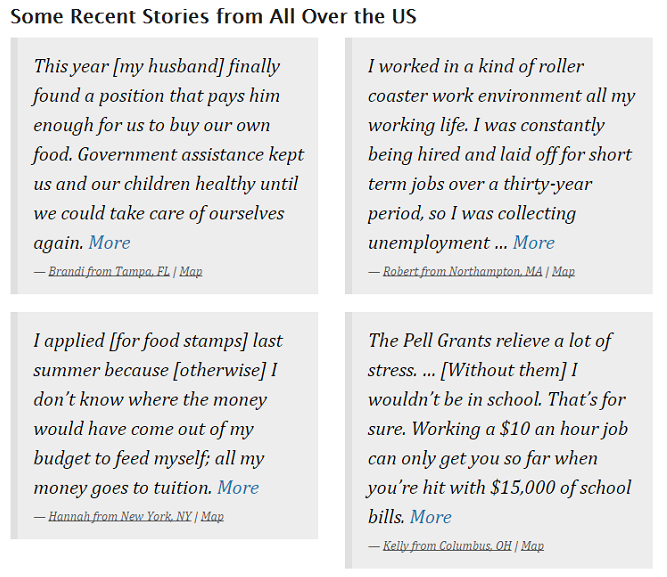 Some Recent Stories from All Over the US
This year [my husband] finally
found a position that pays him
enough for us to buy our own
food. Government assistance kept
us and our children healthy until
we could take care of ourselves
again. More
— Brandi from Tampa, FL | Map
I worked in a kind of roller
coaster work environment all my
working life. I was constantly
being hired and laid off for short
term jobs over a thirty-year
period, so I was collecting
unemployment ... More
— Robert from Northampton, MA | Map
I applied [for food stamps] last
summer because [otherwise] I
don’t know where the money
would have come out of my
budget to feed myself; all my
money goes to tuition. More
— Hannah from New York, NY | Map
The Pell Grants relieve a lot of
stress. ... [Without them] I
wouldn’t be in school. That’s for
sure. Working a $10 an hour job
can only get you so far when
you’re hit with $15,000 of school
bills. More
— Kelly from Columbus, OH | Map